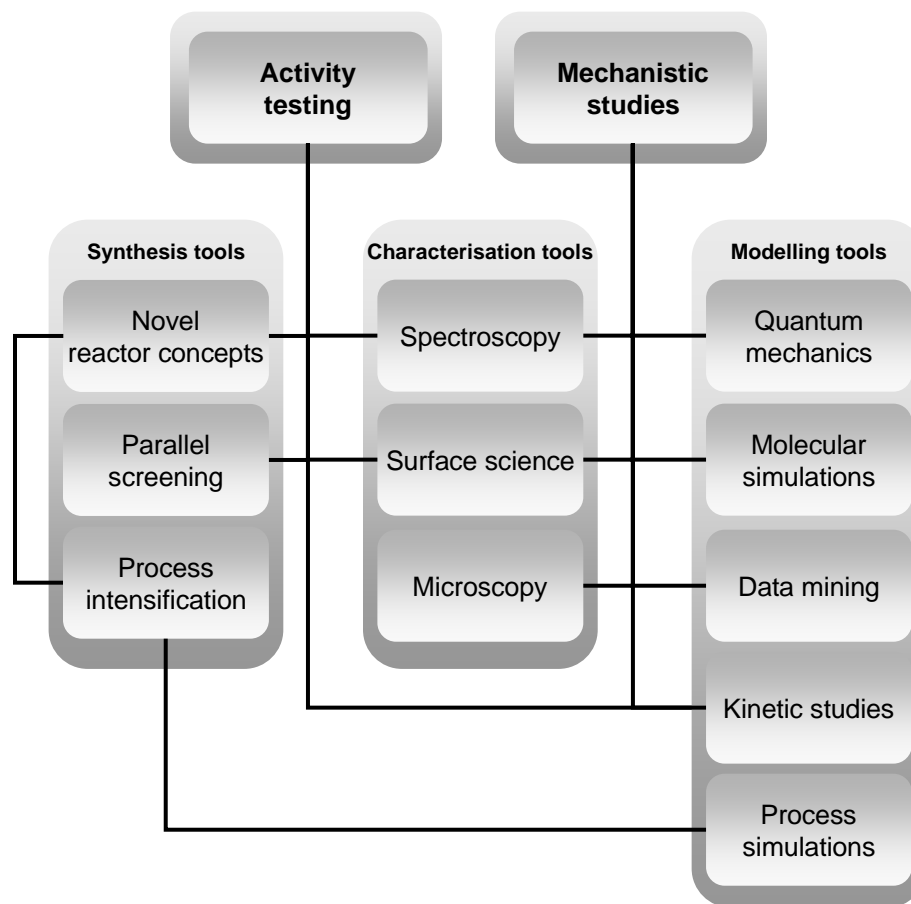 Activity
testing
Mechanistic
studies
Synthesis tools
Novel
reactor concepts
Parallel
screening
Process
intensification
Characterisation tools
Spectroscopy
Surface science
Microscopy
Modelling tools
Quantum
mechanics
Molecular
simulations
Data mining
Kinetic studies
Process
simulations